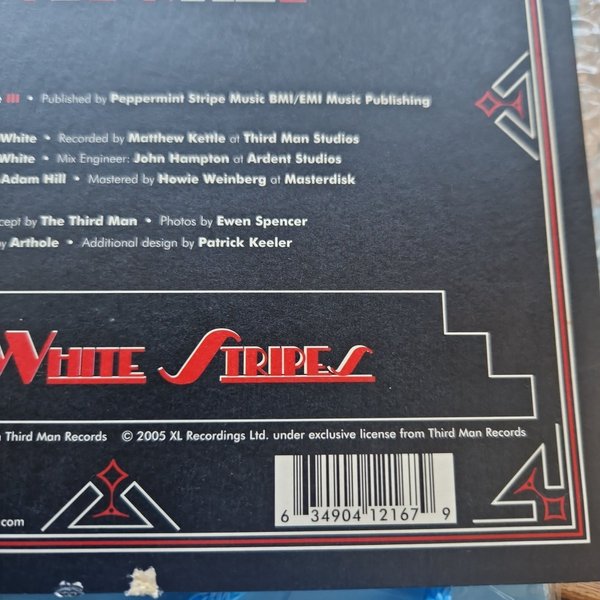 III • Published by Peppermint Stripe Music BMI/EMI Music Publishing
White • Recorded by Matthew Kettle at Third Man Studios
White • Mix Engineer: John Hampton at Ardent Studios
Adam Hill • Mastered by Howie Weinberg at Masterdisk
cept by The Third Man • Photos by Ewen Spencer
by Arthole • Additional design by Patrick Keeler
White Stripes
Third Man Records © 2005 XL Recordings Ltd. under exclusive license from Third Man Records
.com
6 34904 12167 9